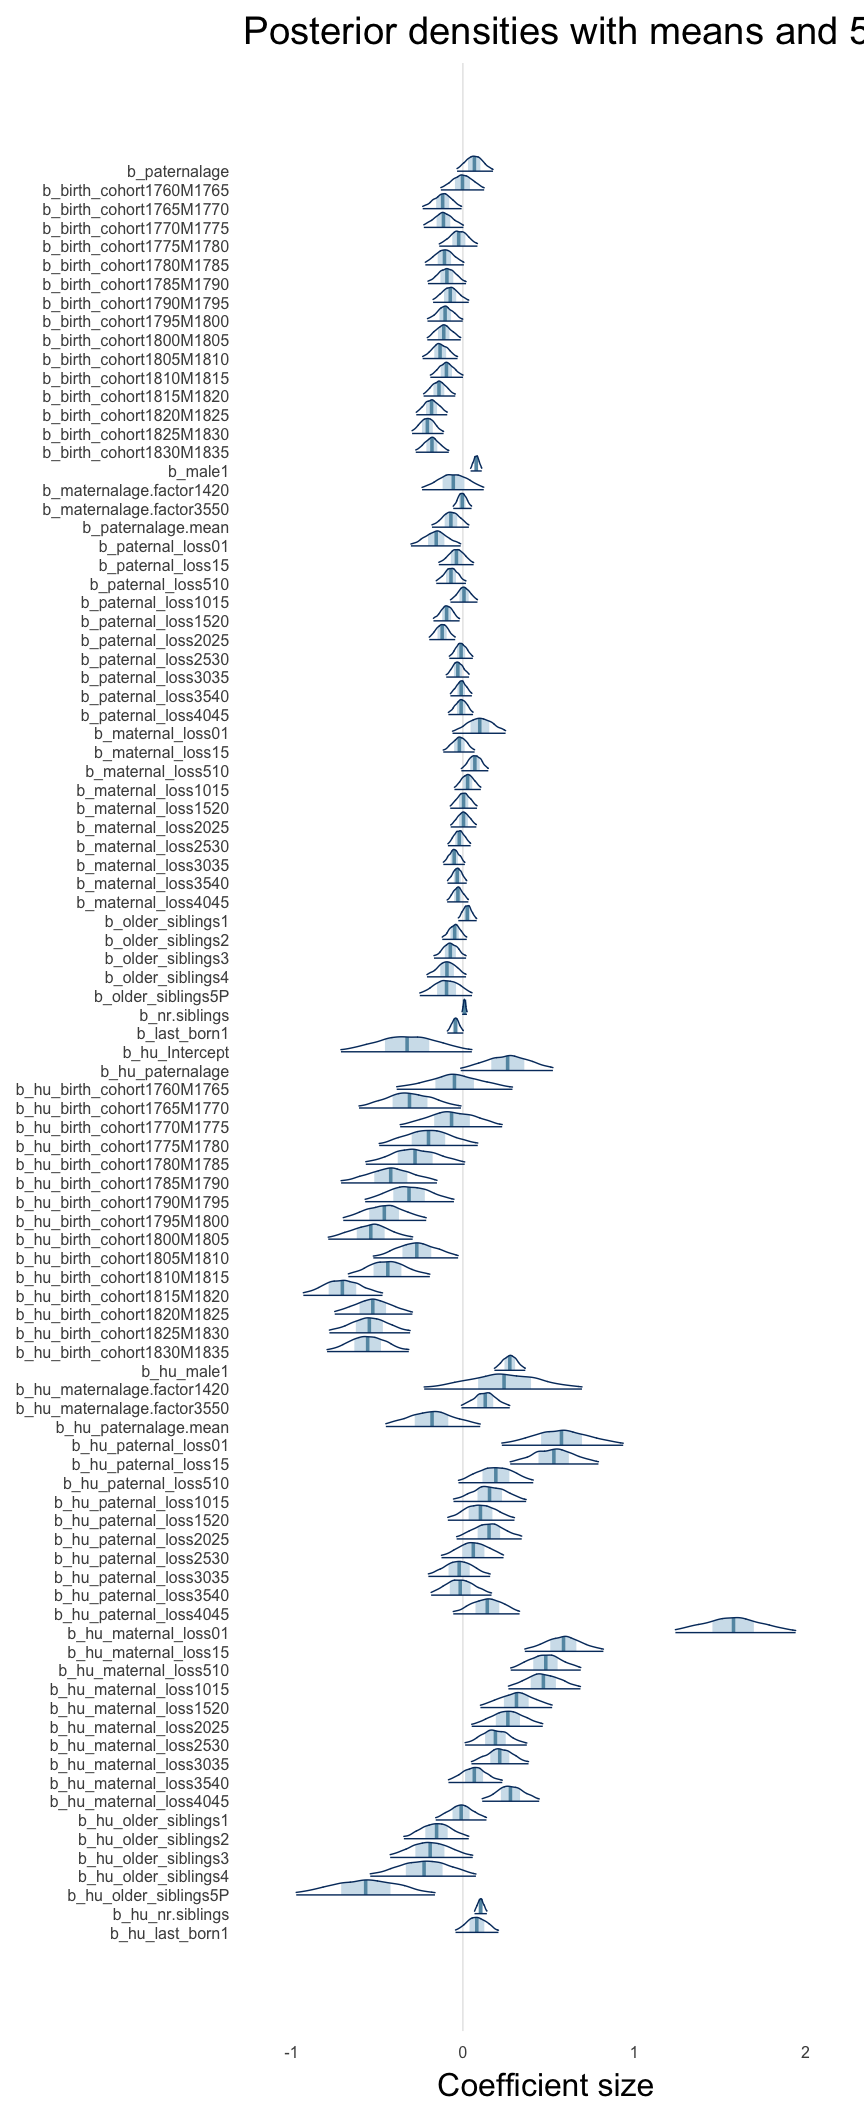 Posterior densities with means and 5
b_paternalage
b_birth_cohort1760M1765
b_birth_cohort1765M1770
b_birth_cohort1770M1775
b_birth_cohort1775M1780
b_birth_cohort1780M1785
b_birth_cohort1785M1790
b_birth_cohort1790M1795
b_birth_cohort1795M1800
b_birth_cohort1800M1805
b_birth_cohort1805M1810
b_birth_cohort1810M1815
b_birth_cohort1815M1820
b_birth_cohort1820M1825
b_birth_cohort1825M1830
b_birth_cohort1830M1835
b_male1
b_maternalage.factor1420
b_maternalage.factor3550
b_paternalage.mean
b_paternal_loss01
b_paternal_loss15
b_paternal_loss510
b_paternal_loss1015
b_paternal_loss1520
b_paternal_loss2025
b_paternal_loss2530
b_paternal_loss3035
b_paternal_loss3540
b_paternal_loss4045
b_maternal_loss01
b_maternal_loss15
b_maternal_loss510
b_maternal_loss1015
b_maternal_loss1520
b_maternal_loss2025
b_maternal_loss2530
b_maternal_loss3035
b_maternal_loss3540
b_maternal_loss4045
b_older_siblings1
b_older_siblings2
b_older_siblings3
b_older_siblings4
b_older_siblings5P
b_nr.siblings
b_last_born1
b_hu_Intercept
b_hu_paternalage
b_hu_birth_cohort1760M1765
b_hu_birth_cohort1765M1770
b_hu_birth_cohort1770M1775
b_hu_birth_cohort1775M1780
b_hu_birth_cohort1780M1785
b_hu_birth_cohort1785M1790
b_hu_birth_cohort1790M1795
b_hu_birth_cohort1795M1800
b_hu_birth_cohort1800M1805
b_hu_birth_cohort1805M1810
b_hu_birth_cohort1810M1815
b_hu_birth_cohort1815M1820
b_hu_birth_cohort1820M1825
b_hu_birth_cohort1825M1830
b_hu_birth_cohort1830M1835
b_hu_male1
b_hu_maternalage.factor1420
b_hu_maternalage.factor3550
b_hu_paternalage.mean
b_hu_paternal_loss01
b_hu_paternal_loss15
b_hu_paternal_loss510
b_hu_paternal_loss1015
b_hu_paternal_loss1520
b_hu_paternal_loss2025
b_hu_paternal_loss2530
b_hu_paternal_loss3035
b_hu_paternal_loss3540
b_hu_paternal_loss4045
b_hu_maternal_loss01
b_hu_maternal_loss15
b_hu_maternal_loss510
b_hu_maternal_loss1015
b_hu_maternal_loss1520
b_hu_maternal_loss2025
b_hu_maternal_loss2530
b_hu_maternal_loss3035
b_hu_maternal_loss3540
b_hu_maternal_loss4045
b_hu_older_siblings1
b_hu_older_siblings2
b_hu_older_siblings3
b_hu_older_siblings4
b_hu_older_siblings5P
b_hu_nr.siblings
b_hu_last_born1
-1 0 1 2
Coefficient size